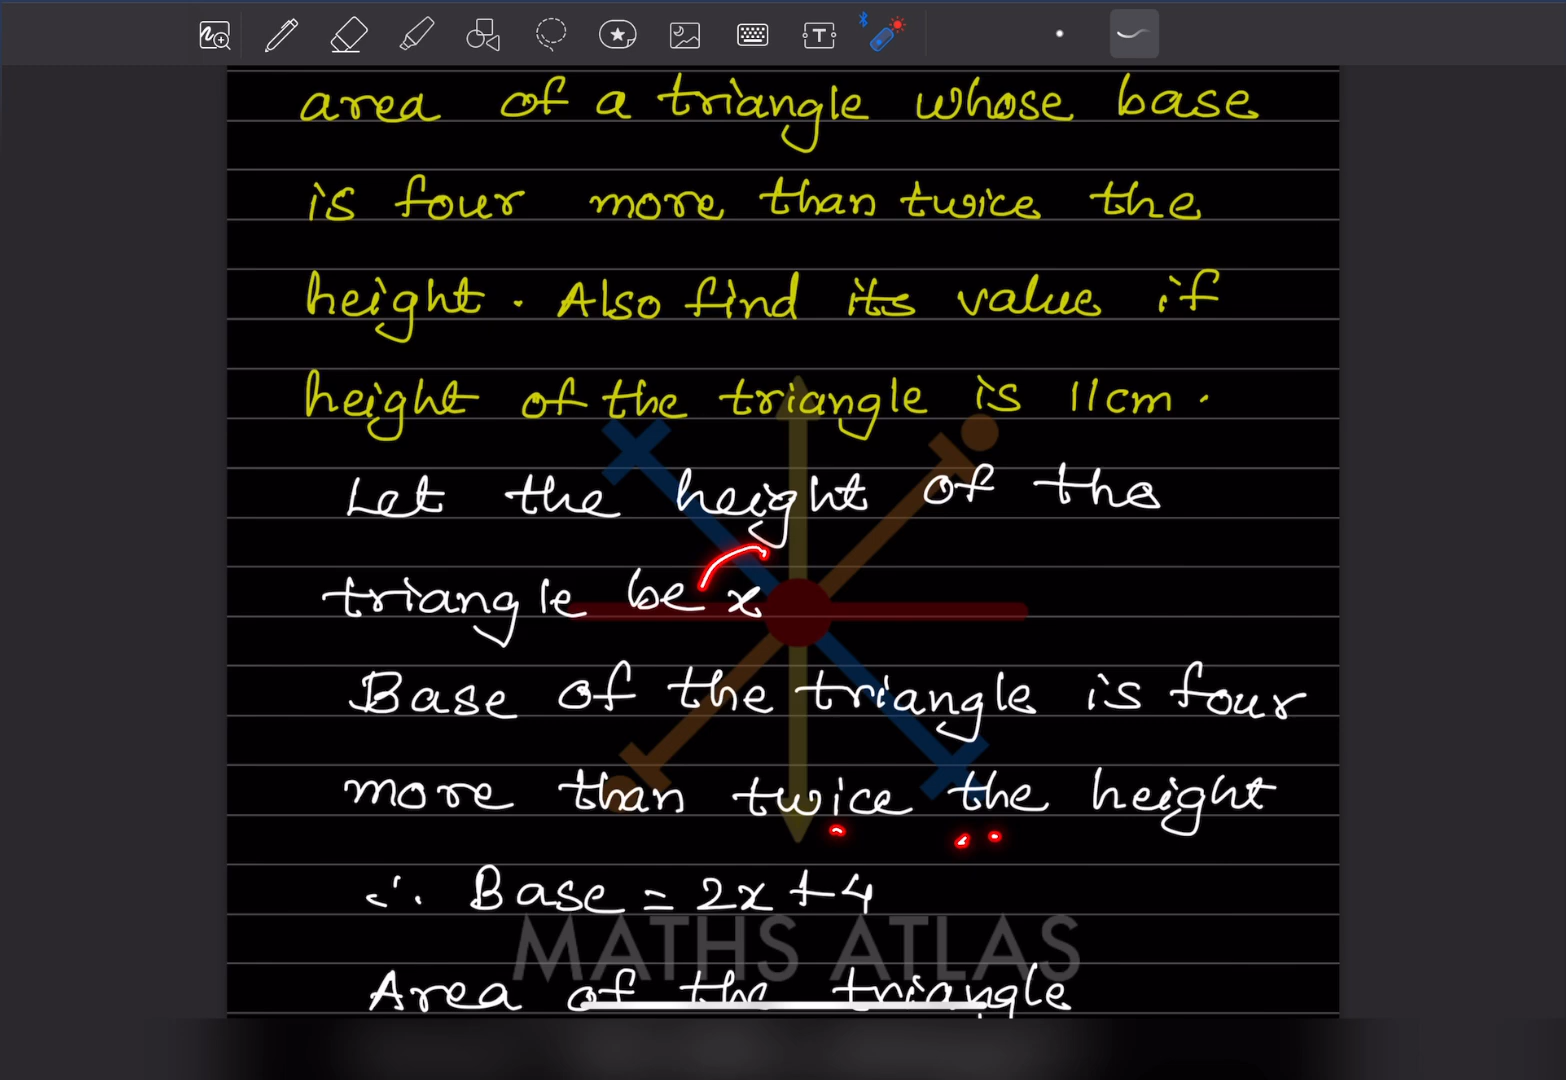 area of a triangle whose base
is four more than twice the
height. Also find its value if
height of the triangle is 11cm.
Let the height of the
triangle be x
Base of the triangle is four
more than twice the height
∴ Base = 2x+4
MATHS ATLAS
Area of the triangle